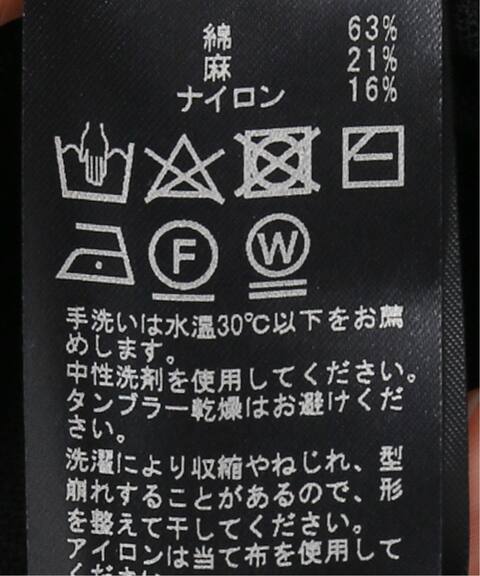 綿 63%
麻 21%
ナイロン 16%
F
W
手洗いは水温30℃以下をお薦
めします。
中性洗剤を使用してください。
タンブラー乾燥はお避けくだ
さい。
洗濯により収縮やねじれ、型
崩れすることがあるので、形
を整えて干してください。
アイロンは当て布を使用して
ください